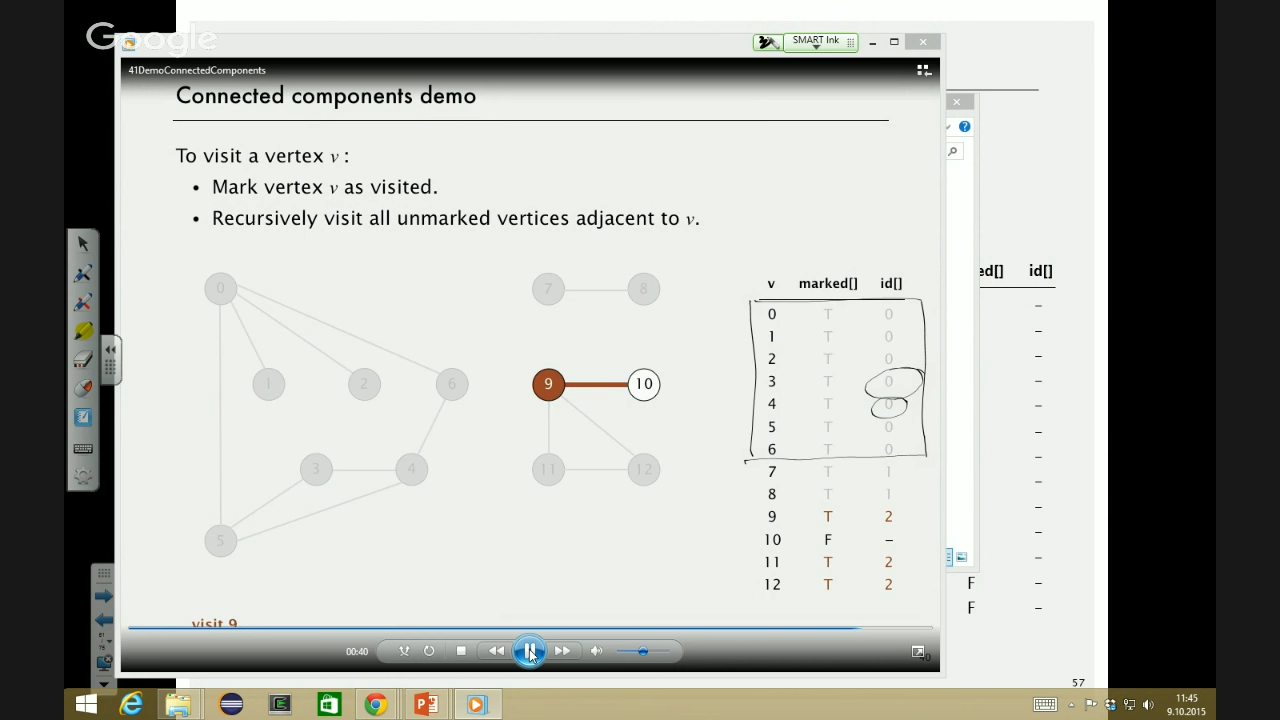 Google
SMART Ink
41DemoConnectedComponents
Connected components demo
To visit a vertex v :
• Mark vertex v as visited.
• Recursively visit all unmarked vertices adjacent to v.
0
7
8
1
2
6
9
10
3
4
11
12
5
v marked[] id[]
0 T 0
1 T 0
2 T 0
3 T 0
4 T 0
5 T 0
6 T 0
7 T 1
8 T 1
9 T 2
10 F –
11 T 2
12 T 2
ed[] id[]
–
–
–
–
–
–
–
–
–
–
–
F –
F –
visit 9
00:40
40
57
11:45
9.10.2015